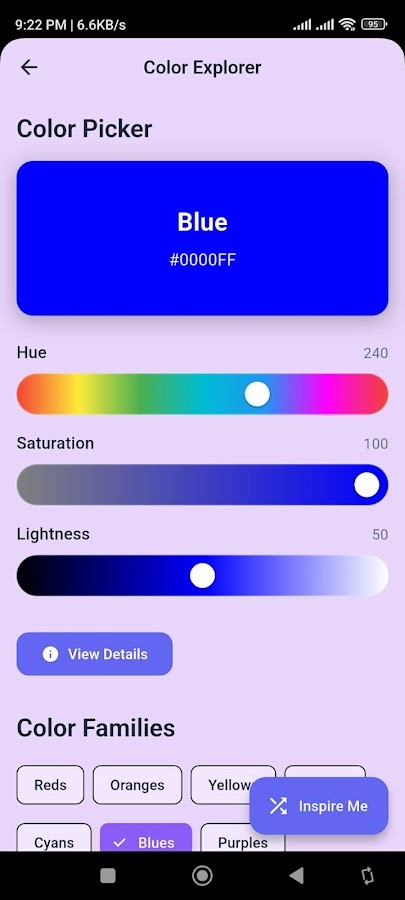 9:22 PM | 6.6KB/s
95
Color Explorer
Color Picker
Blue
#0000FF
Hue
240
Saturation
100
Lightness
50
View Details
Color Families
Reds
Oranges
Yellow
Inspire Me
Cyans
Blues
Purples